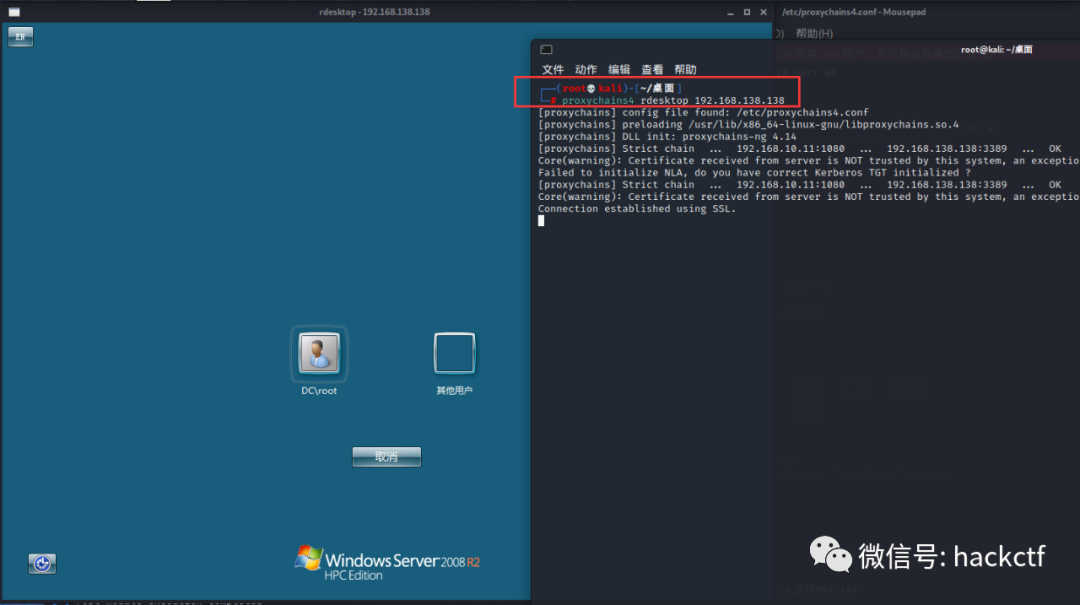 rdesktop - 192.168.138.138
EN
DC\root
其他用户
取消
Windows Server 2008 R2
HPC Edition
/etc/proxychains4.conf - Mousepad
帮助(H)
root@kali: ~/桌面
文件 动作 编辑 查看 帮助
┌──(root💀kali)-[~/桌面]
└─# proxychains4 rdesktop 192.168.138.138
[proxychains] config file found: /etc/proxychains4.conf
[proxychains] preloading /usr/lib/x86_64-linux-gnu/libproxychains.so.4
[proxychains] DLL init: proxychains-ng 4.14
[proxychains] Strict chain ... 192.168.10.11:1080 ... 192.168.138.138:3389 ... OK
Core(warning): Certificate received from server is NOT trusted by this system, an exceptio
Failed to initialize NLA, do you have correct Kerberos TGT initialized ?
[proxychains] Strict chain ... 192.168.10.11:1080 ... 192.168.138.138:3389 ... OK
Core(warning): Certificate received from server is NOT trusted by this system, an exceptio
Connection established using SSL.
微信号: hackctf